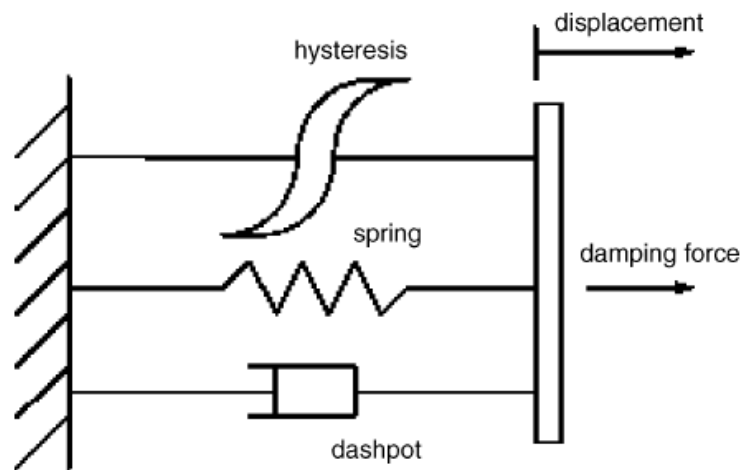 displacement
hysteresis
spring
damping force
dashpot